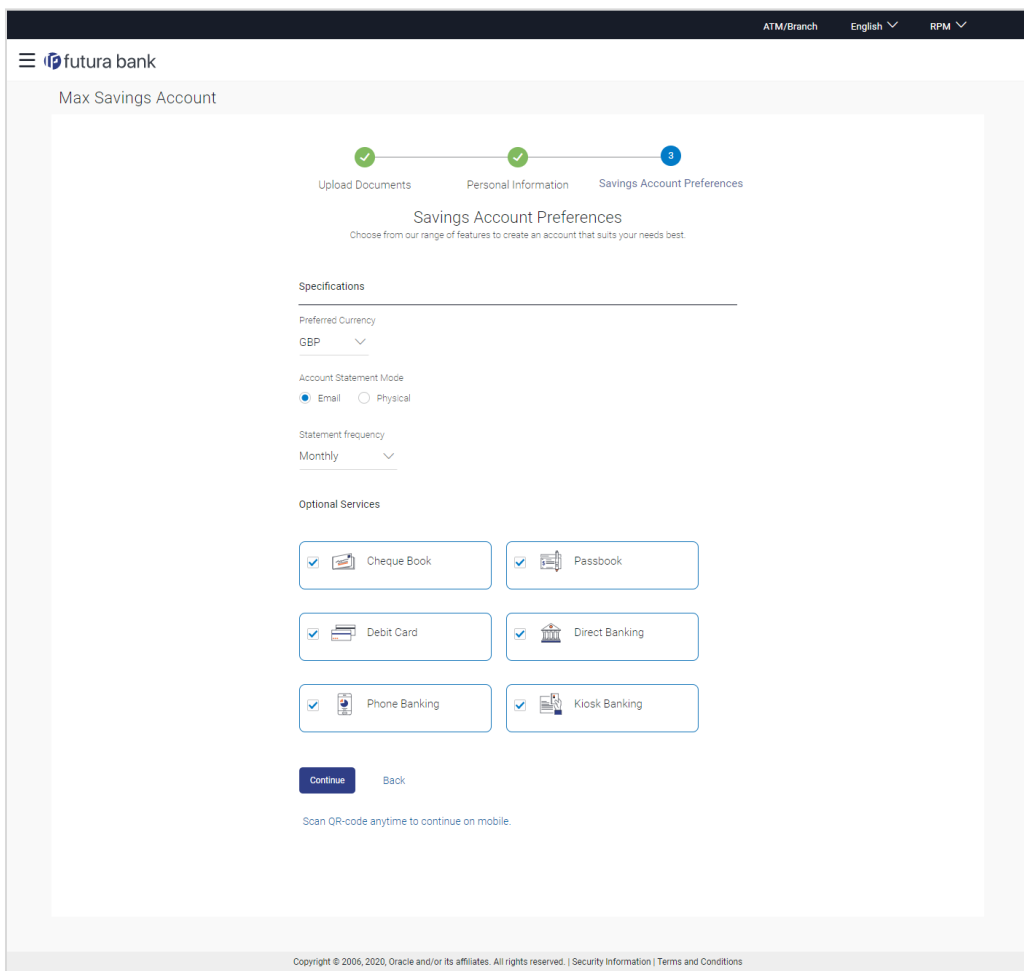 ATM/Branch English RPM
futura bank
Max Savings Account
3
Upload Documents Personal Information Savings Account Preferences
Savings Account Preferences
Choose from our range of features to create an account that suits your needs best.
Specifications
Preferred Currency
GBP
Account Statement Mode
Email Physical
Statement frequency
Monthly
Optional Services
Cheque Book Passbook
Debit Card Direct Banking
Phone Banking Kiosk Banking
Continue Back
Scan QR-code anytime to continue on mobile.
Copyright © 2006, 2020, Oracle and/or its affiliates. All rights reserved. | Security Information | Terms and Conditions